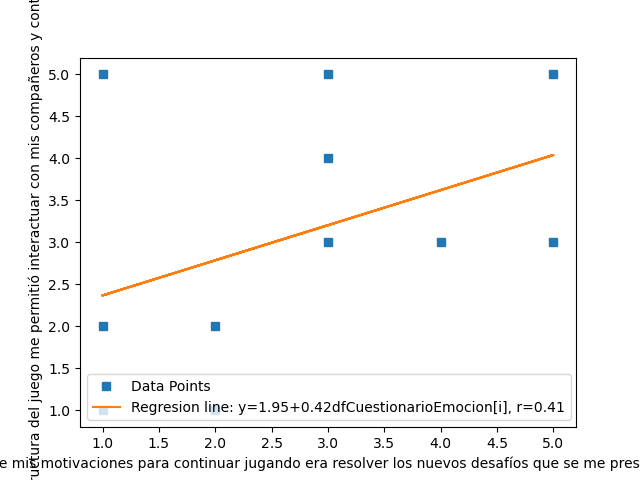 5.0
4.5
4.0
3.5
3.0
2.5
2.0
1.5
1.0
del juego me permitió interactuar con mis compañeros y
Data Points
Regresion line: y=1.95+0.42dfCuestionarioEmocion[i], r=0.41
1.0 1.5 2.0 2.5 3.0 3.5 4.0 4.5 5.0
mis motivaciones para continuar jugando era resolver los nuevos desafíos que se me